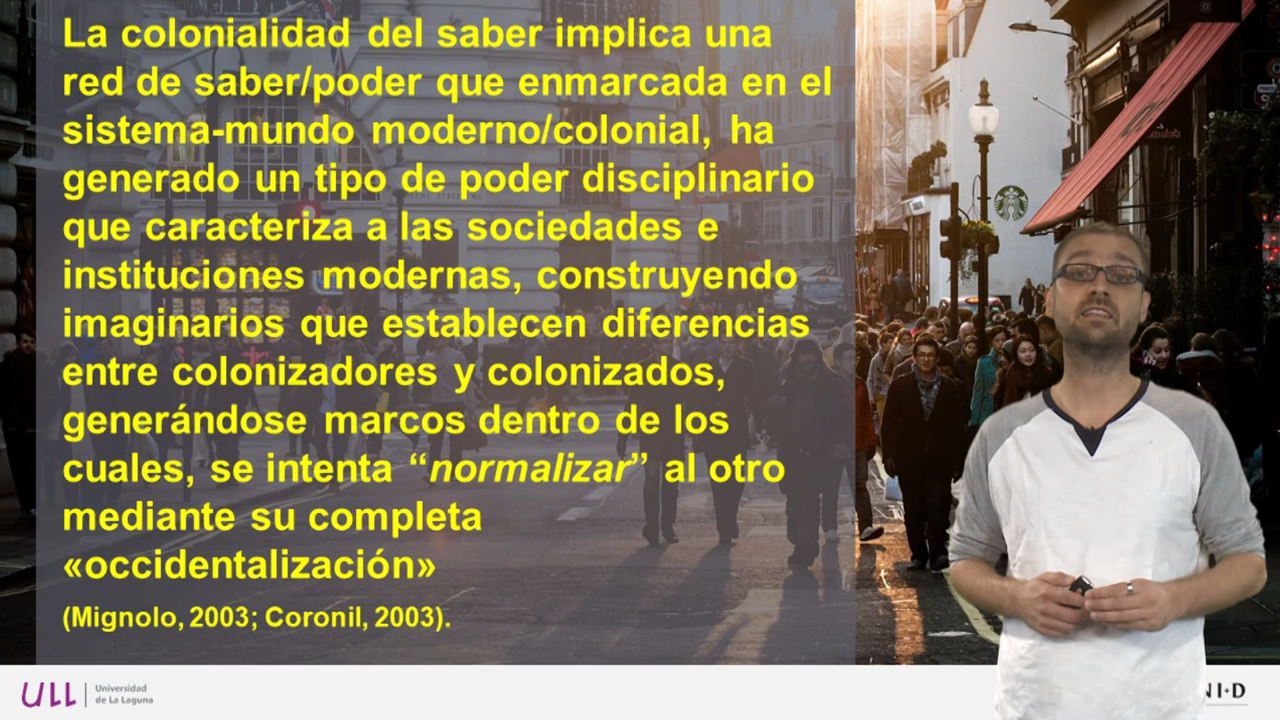 La colonialidad del saber implica una
red de saber/poder que enmarcada en el
sistema-mundo moderno/colonial, ha
generado un tipo de poder disciplinario
que caracteriza a las sociedades e
instituciones modernas, construyendo
imaginarios que establecen diferencias
entre colonizadores y colonizados,
generándose marcos dentro de los
cuales, se intenta “normalizar” al otro
mediante su completa
«occidentalización»
(Mignolo, 2003; Coronil, 2003).
ULL
Universidad
de La Laguna
NI+D